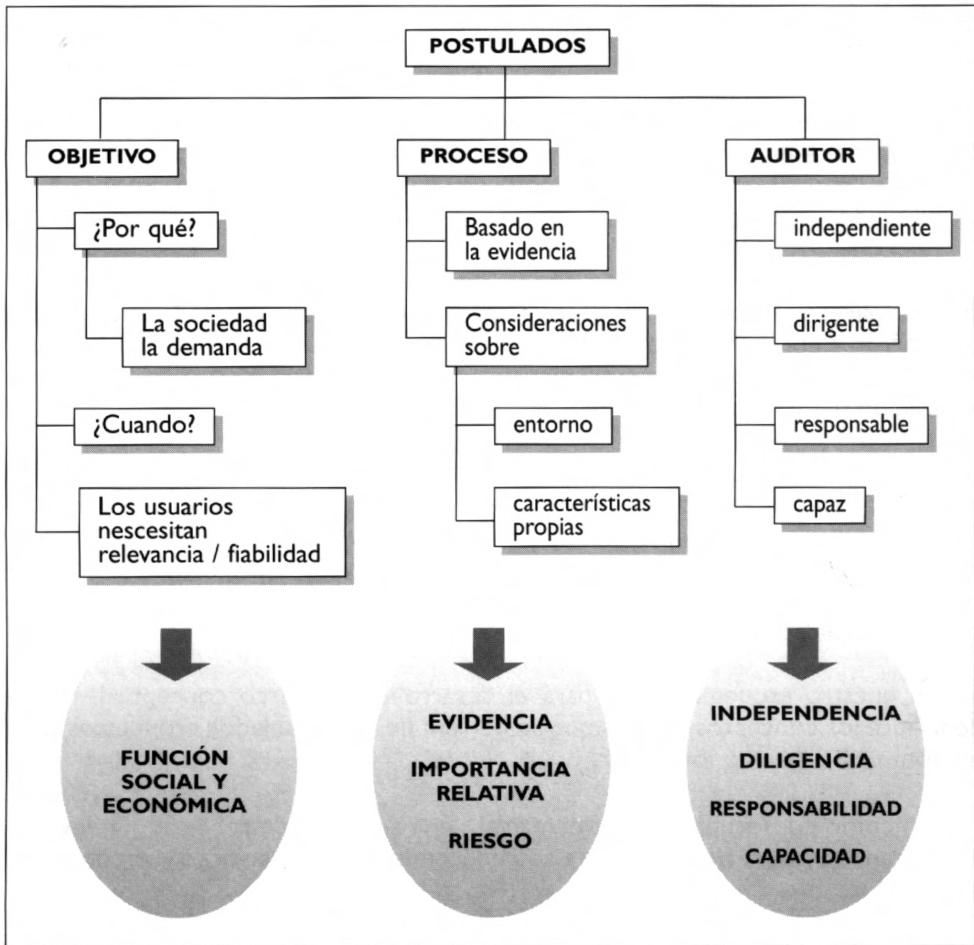 POSTULADOS
OBJETIVO
¿Por qué?
La sociedad
la demanda
¿Cuando?
Los usuarios
nescesitan
relevancia / fiabilidad
PROCESO
Basado en
la evidencia
Consideraciones
sobre
entorno
característícas
propias
AUDITOR
independiente
dirigente
responsable
capaz
FUNCIÓN
SOCIAL Y
ECONÓMICA
EVIDENCIA
IMPORTANCIA
RELATIVA
RIESGO
INDEPENDENCIA
DILIGENCIA
RESPONSABILIDAD
CAPACIDAD